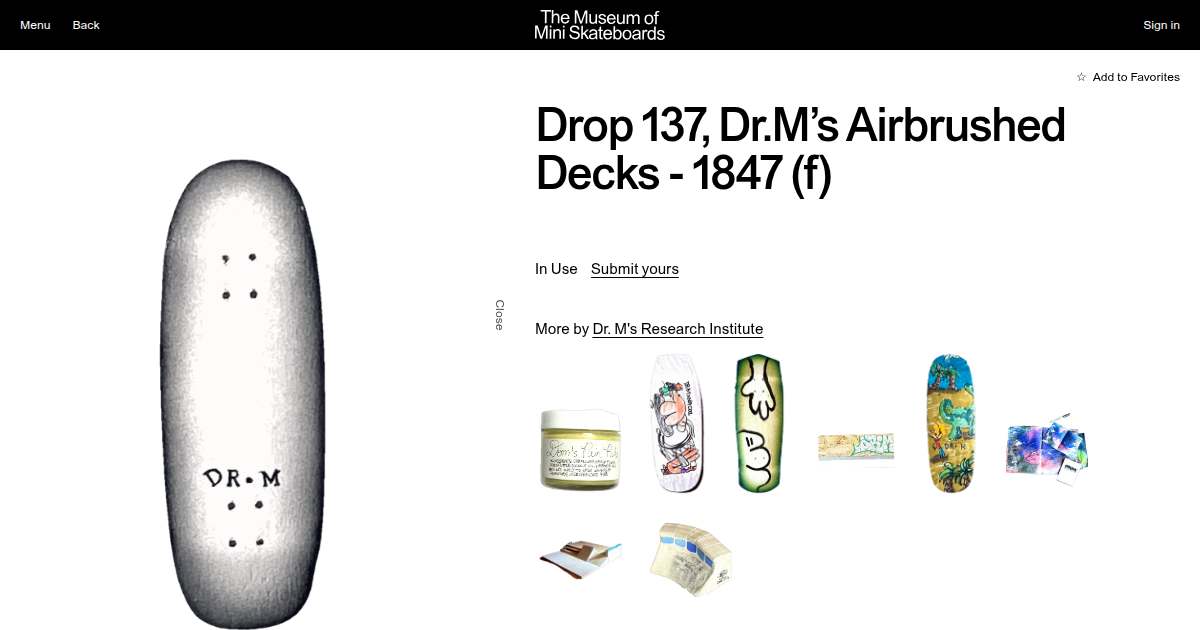 Menu
Back
The Museum of
Mini Skateboards
Sign in
☆ Add to Favorites
Drop 137, Dr.M’s Airbrushed
Decks - 1847 (f)
In Use
Submit yours
Close
More by Dr. M's Research Institute
DR•M